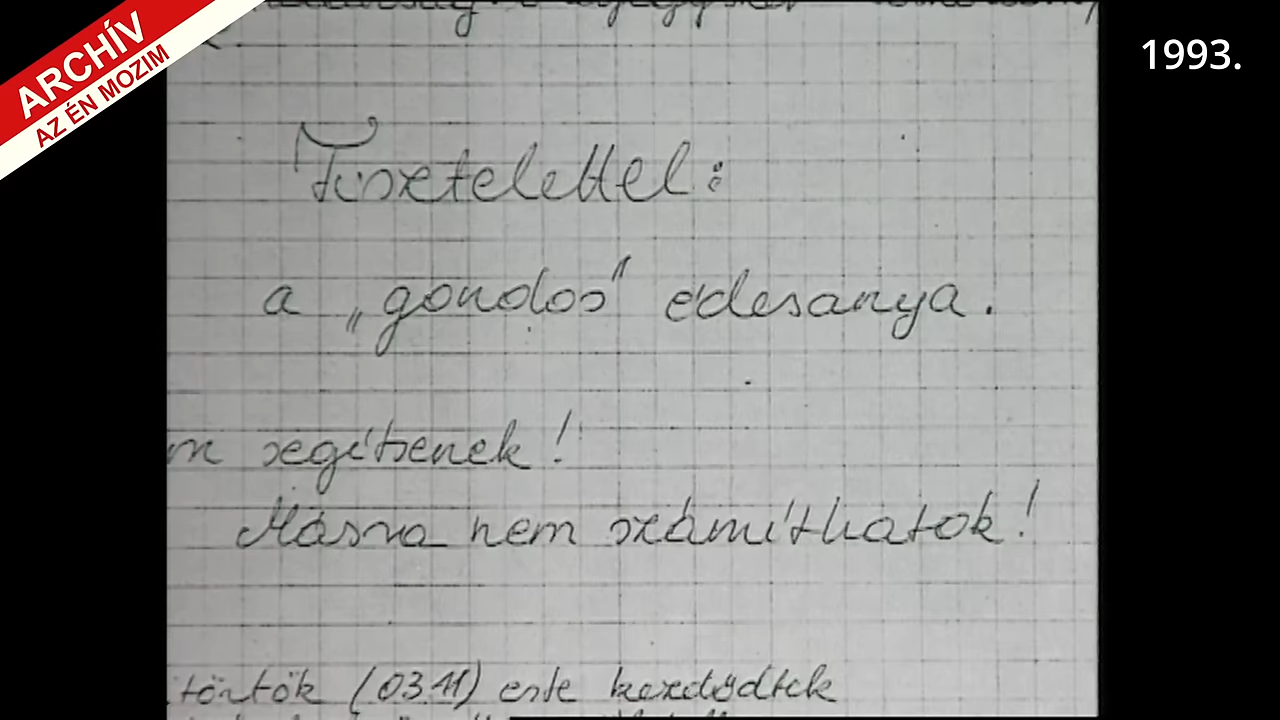 ARCHÍV
AZ ÉN MOZIM
1993.
Tisztelettel:
a „gondos" édesanya.
segítsenek!
Másra nem számíthatok!
(03.11) este kezdődtek